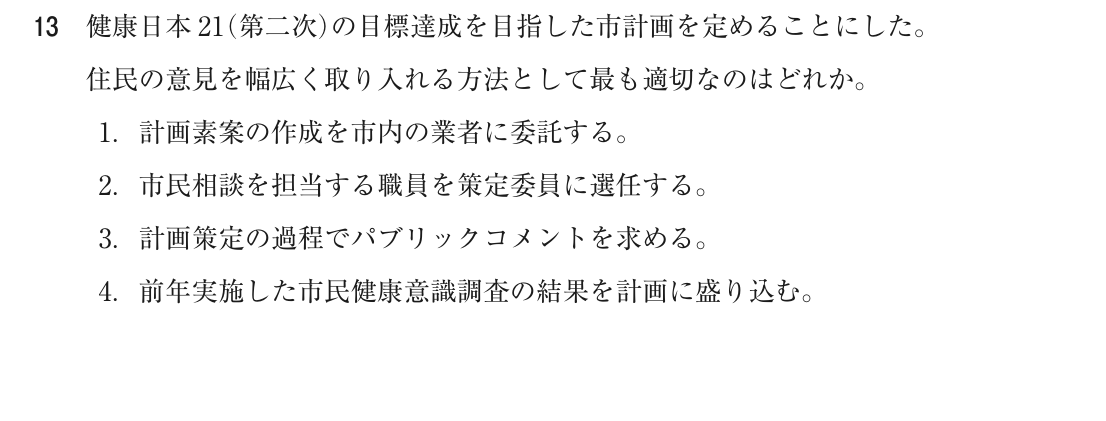 13 健康日本 21(第二次)の目標達成を目指した市計画を定めることにした。
住民の意見を幅広く取り入れる方法として最も適切なのはどれか。
1. 計画素案の作成を市内の業者に委託する。
2. 市民相談を担当する職員を策定委員に選任する。
3. 計画策定の過程でパブリックコメントを求める。
4. 前年実施した市民健康意識調査の結果を計画に盛り込む。